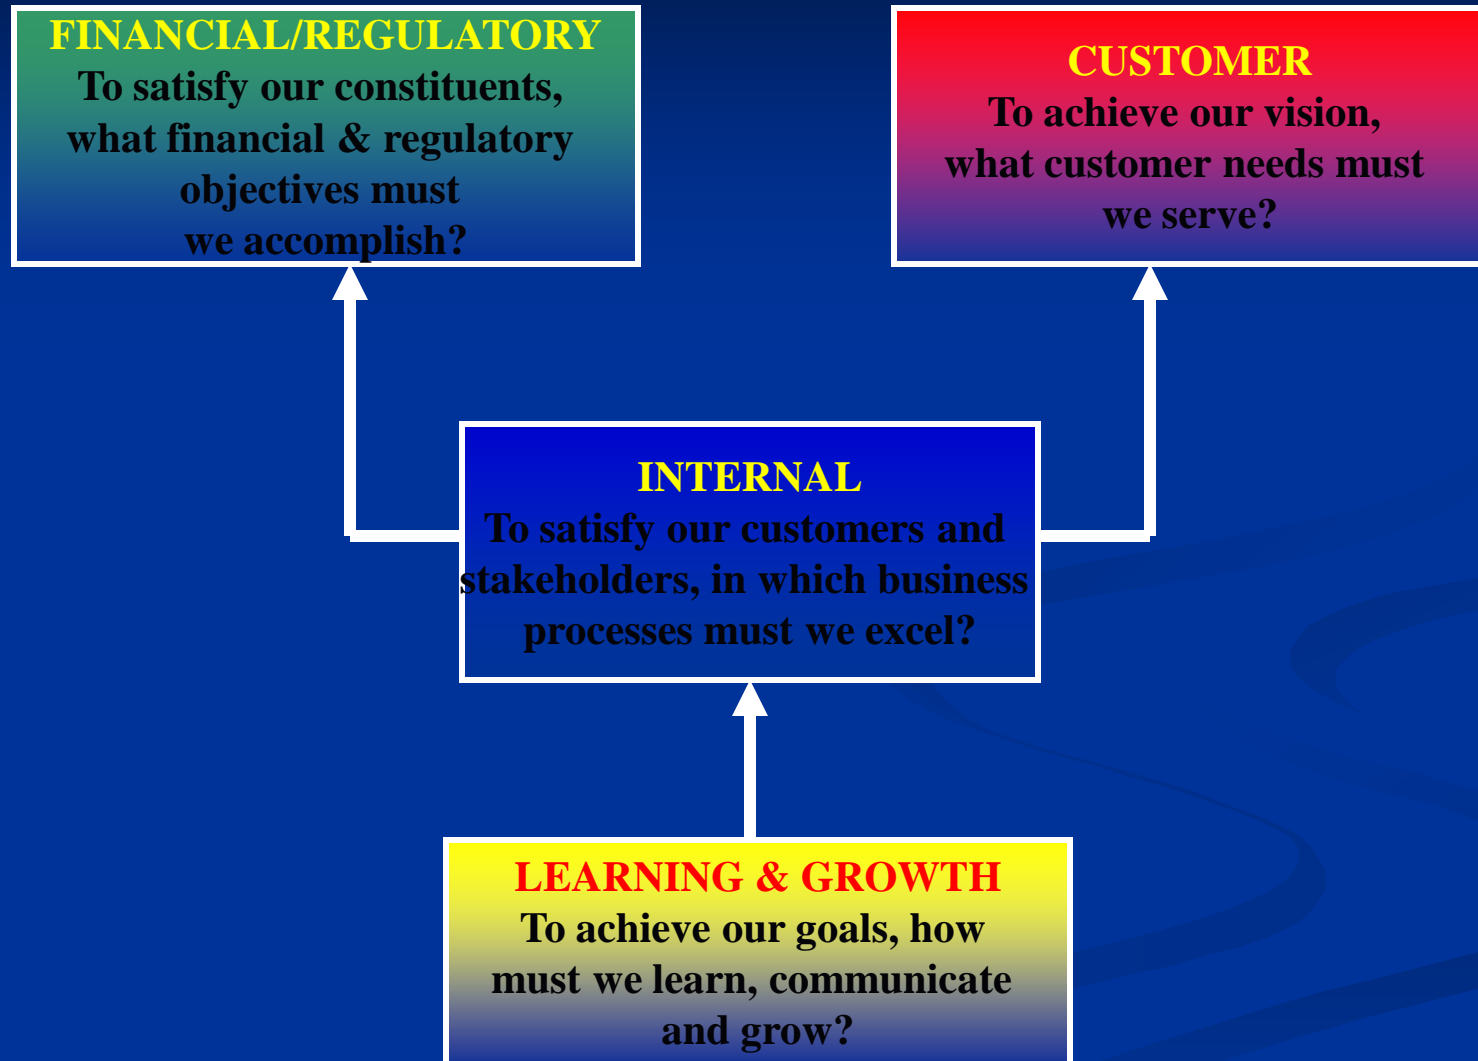 FINANCIAL/REGULATORY
To satisfy our constituents,
what financial & regulatory
objectives must
we accomplish?
CUSTOMER
To achieve our vision,
what customer needs must
we serve?
INTERNAL
To satisfy our customers and
stakeholders, in which business
processes must we excel?
LEARNING & GROWTH
To achieve our goals, how
must we learn, communicate
and grow?